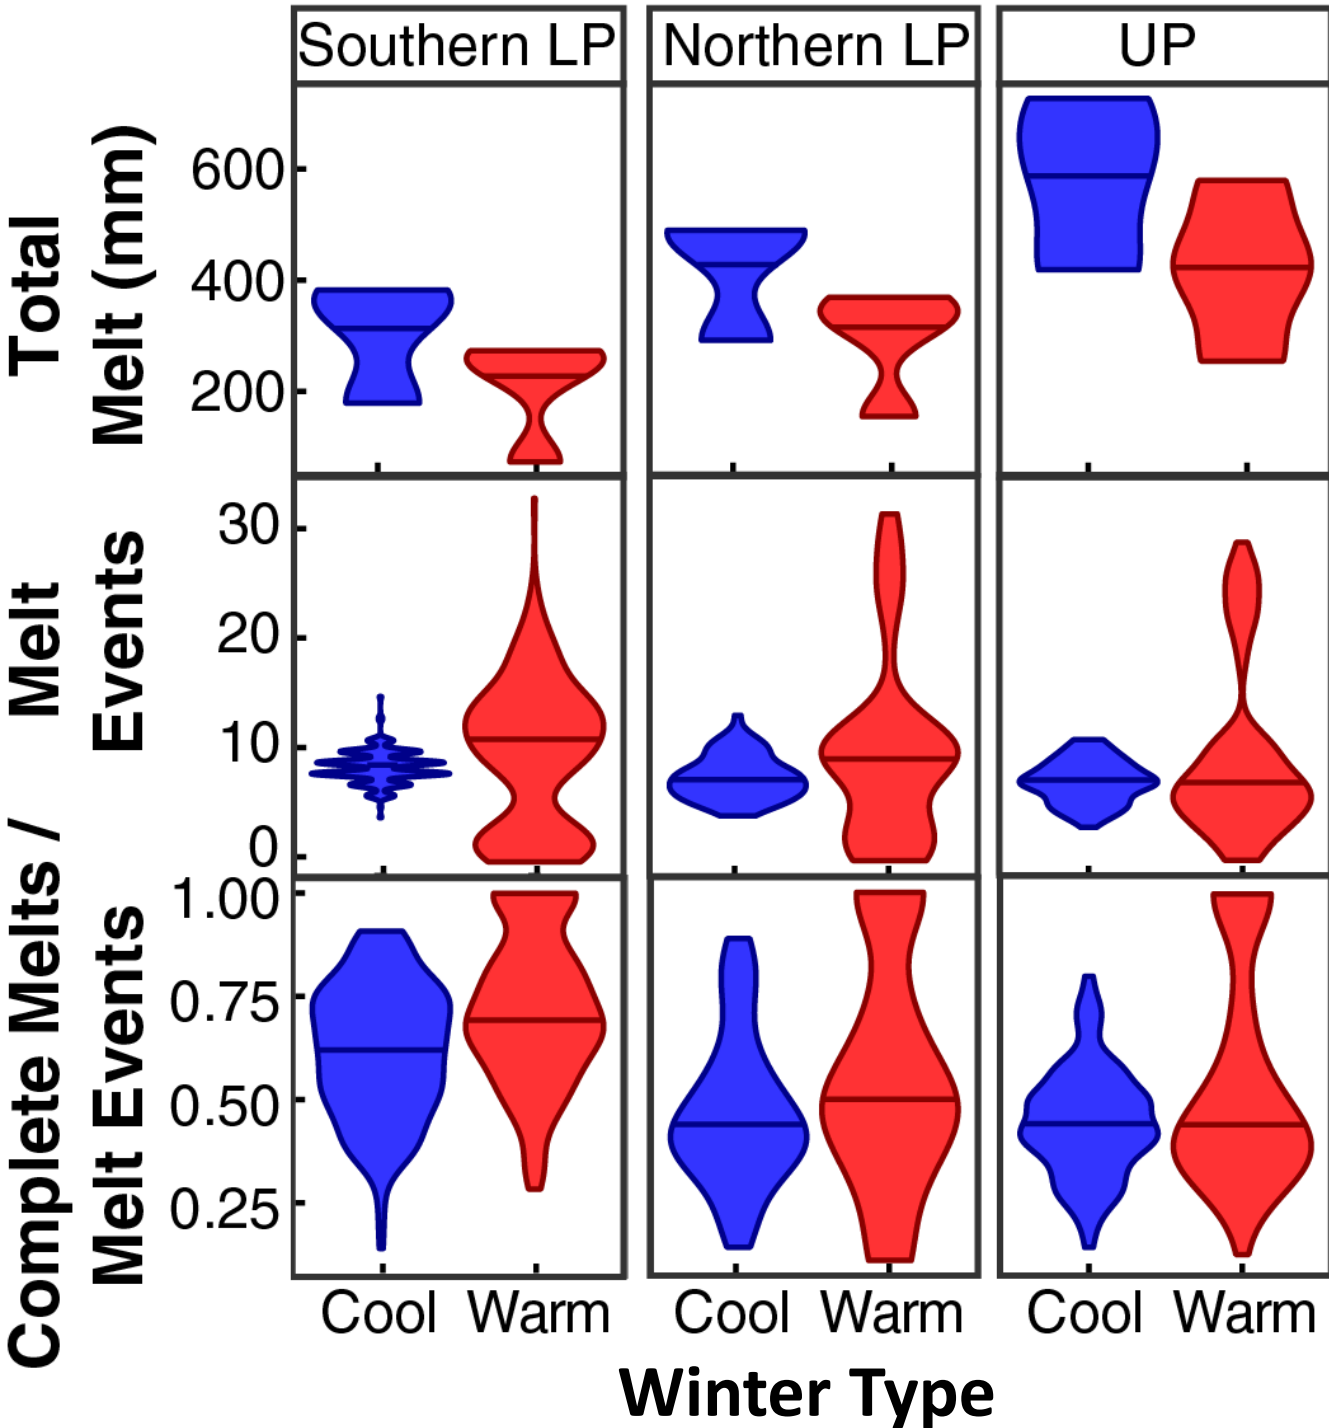 Southern LP
Northern LP
UP
Total
Melt (mm)
600
400
200
Melt
Events
30
20
10
0
Complete Melts /
Melt Events
1.00
0.75
0.50
0.25
Cool
Warm
Cool
Warm
Cool
Warm
Winter Type